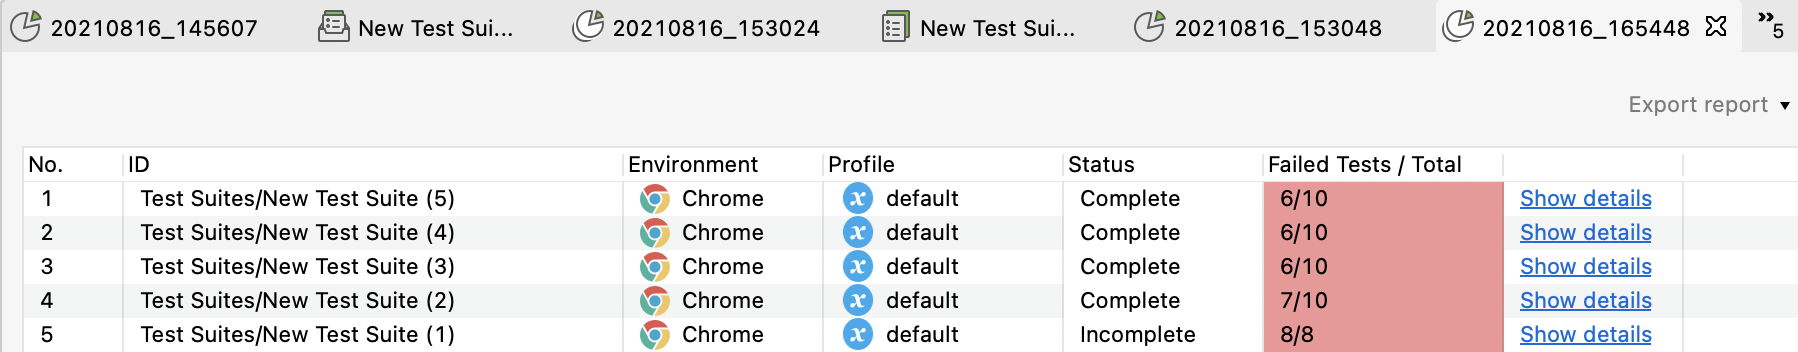 20210816_145607 New Test Sui... 20210816_153024 New Test Sui... 20210816_153048 20210816_165448 » 5
Export report
No. ID Environment Profile Status Failed Tests / Total
1 Test Suites/New Test Suite (5) Chrome x default Complete 6/10 Show details
2 Test Suites/New Test Suite (4) Chrome x default Complete 6/10 Show details
3 Test Suites/New Test Suite (3) Chrome x default Complete 6/10 Show details
4 Test Suites/New Test Suite (2) Chrome x default Complete 7/10 Show details
5 Test Suites/New Test Suite (1) Chrome x default Incomplete 8/8 Show details